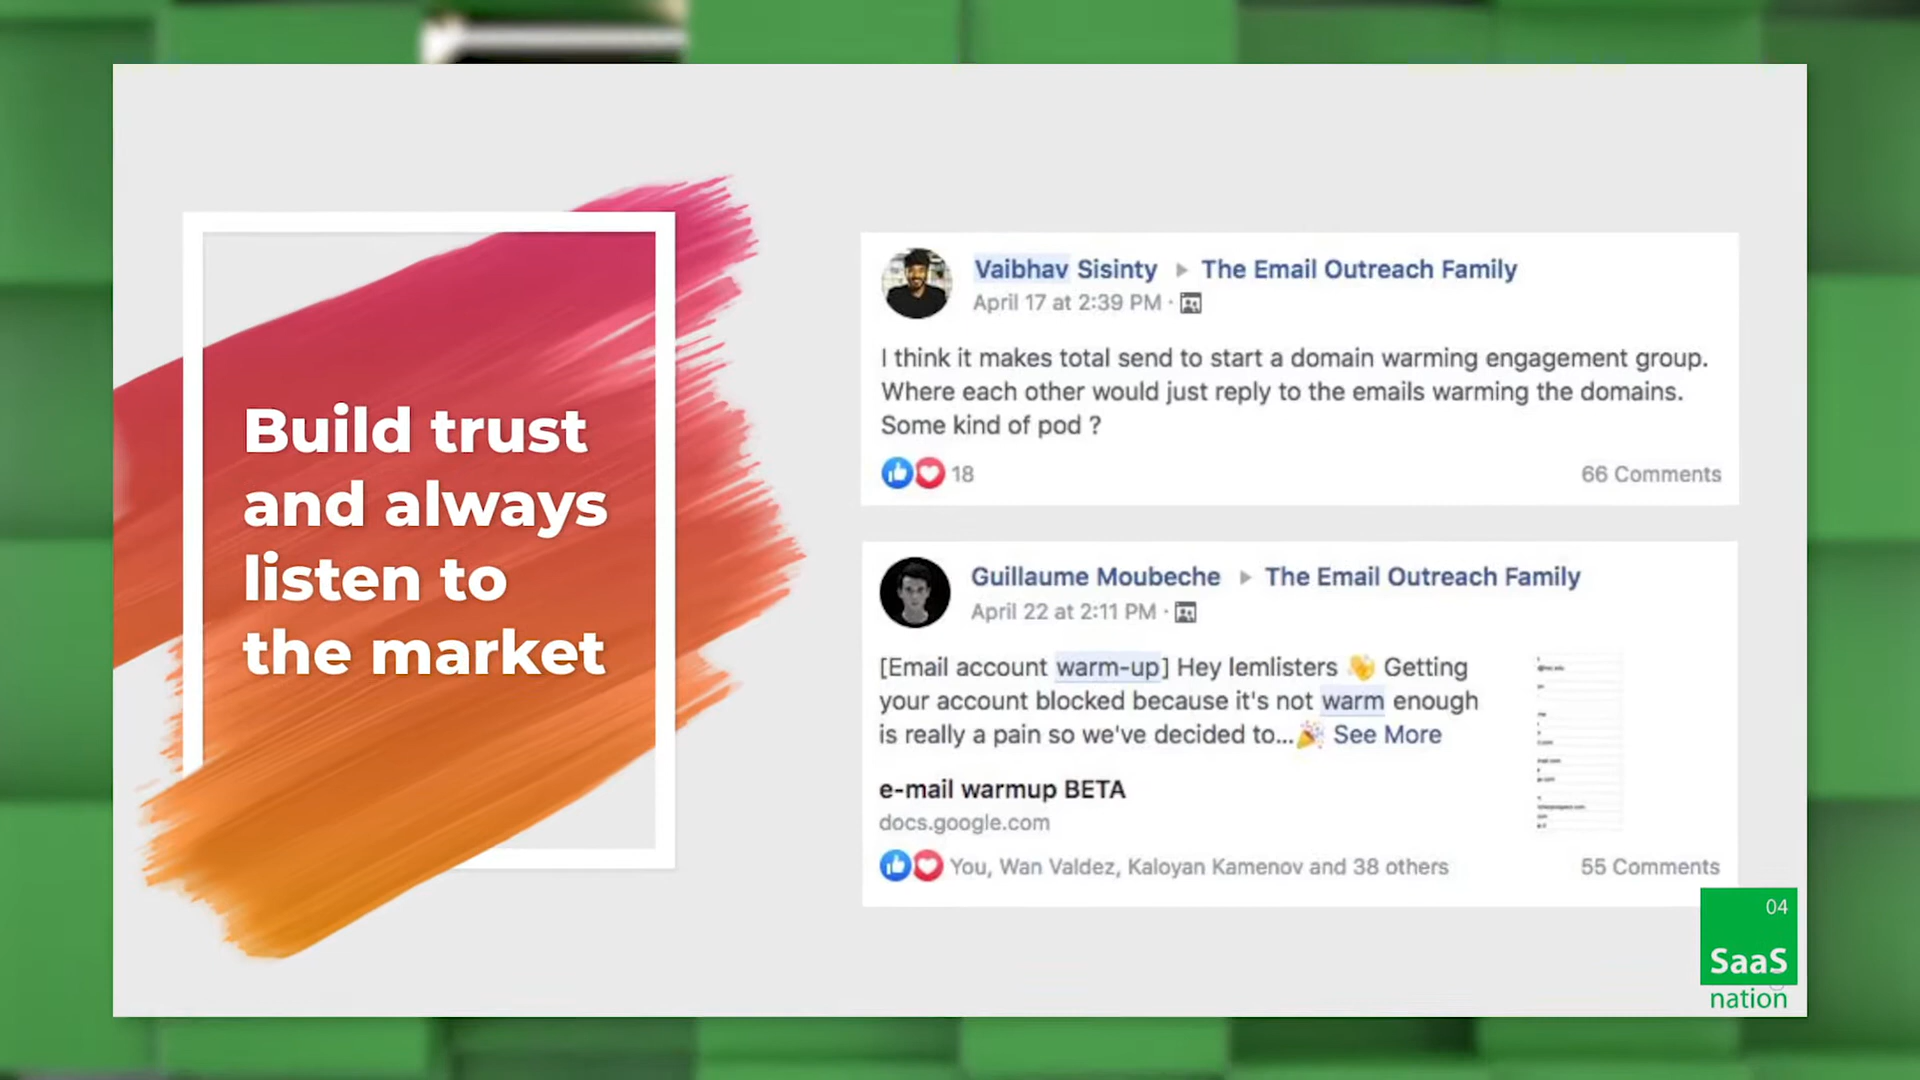 Build trust
and always
listen to
the market
Vaibhav Sisinty ▸ The Email Outreach Family
April 17 at 2:39 PM ·
I think it makes total send to start a domain warming engagement group.
Where each other would just reply to the emails warming the domains.
Some kind of pod ?
18
66 Comments
Guillaume Moubeche ▸ The Email Outreach Family
April 22 at 2:11 PM ·
[Email account warm-up] Hey lemlisters 👋 Getting
your account blocked because it's not warm enough
is really a pain so we've decided to...🎉 See More
e-mail warmup BETA
docs.google.com
You, Wan Valdez, Kaloyan Kamenov and 38 others
55 Comments
04
SaaS
nation